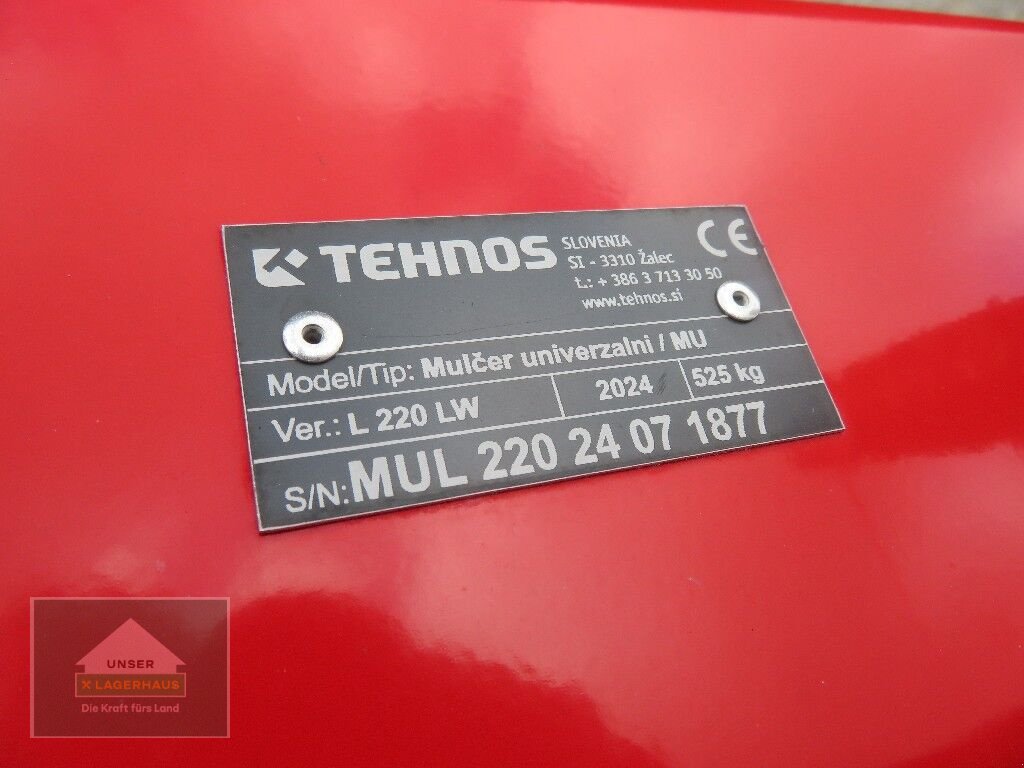 TEHNOS
SLOVENIA
SI - 3310 Žalec
t.: + 386 3 713 30 50
www.tehnos.si
CE
Model/Tip: Mulčer univerzalni / MU
Ver.: L 220 LW 2024 525 kg
S/N: MUL 220 24 07 1877
UNSER
X LAGERHAUS
Die Kraft fürs Land